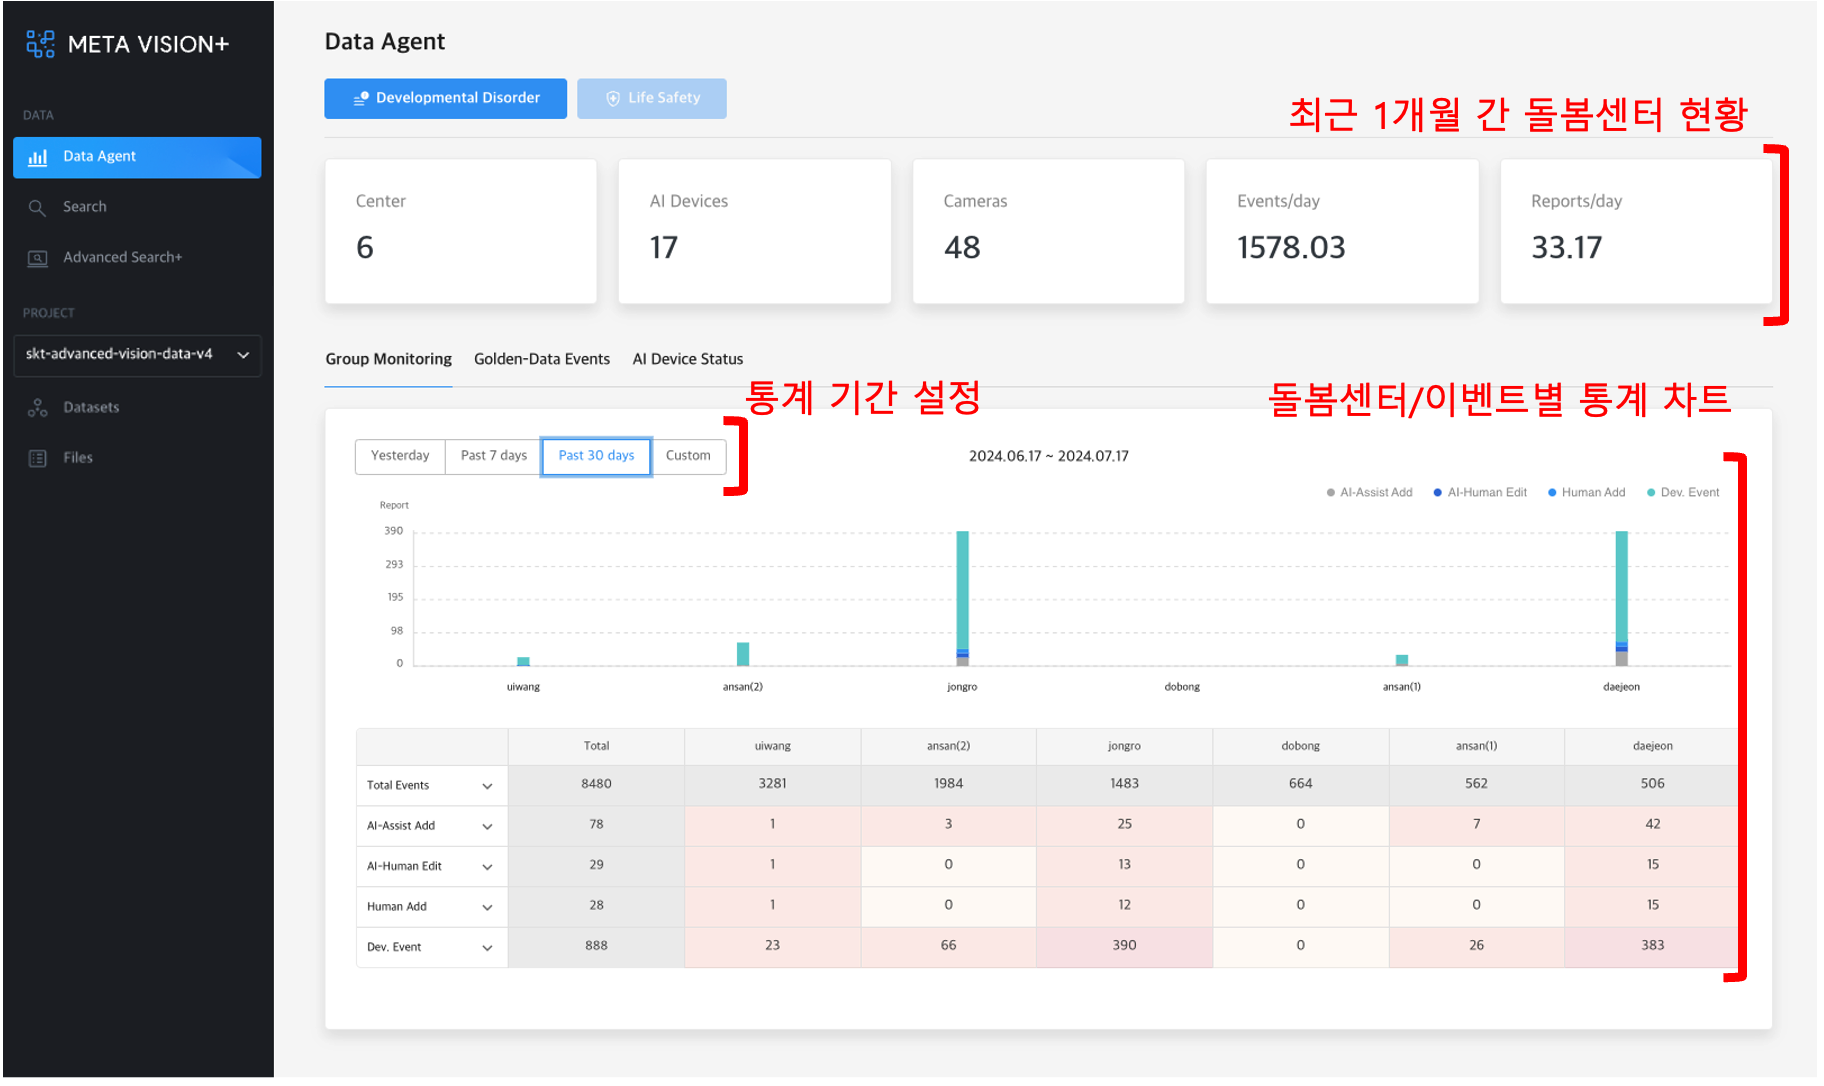 META VISION+
DATA
Data Agent
Search
Advanced Search+
PROJECT
skt-advanced-vision-data-v4
Datasets
Files
Data Agent
Developmental Disorder
Life Safety
최근 1개월 간 돌봄센터 현황
Center
6
AI Devices
17
Cameras
48
Events/day
1578.03
Reports/day
33.17
Group Monitoring Golden-Data Events AI Device Status
통계 기간 설정
돌봄센터/이벤트별 통계 차트
Yesterday Past 7 days Past 30 days Custom
2024.06.17 ~ 2024.07.17
AI-Assist Add AI-Human Edit Human Add Dev. Event
Report
390
293
195
98
0
uiwang ansan(2) jongro dobong ansan(1) daejeon
Total uiwang ansan(2) jongro dobong ansan(1) daejeon
Total Events 8480 3281 1984 1483 664 562 506
AI-Assist Add 78 1 3 25 0 7 42
AI-Human Edit 29 1 0 13 0 0 15
Human Add 28 1 0 12 0 0 15
Dev. Event 888 23 66 390 0 26 383